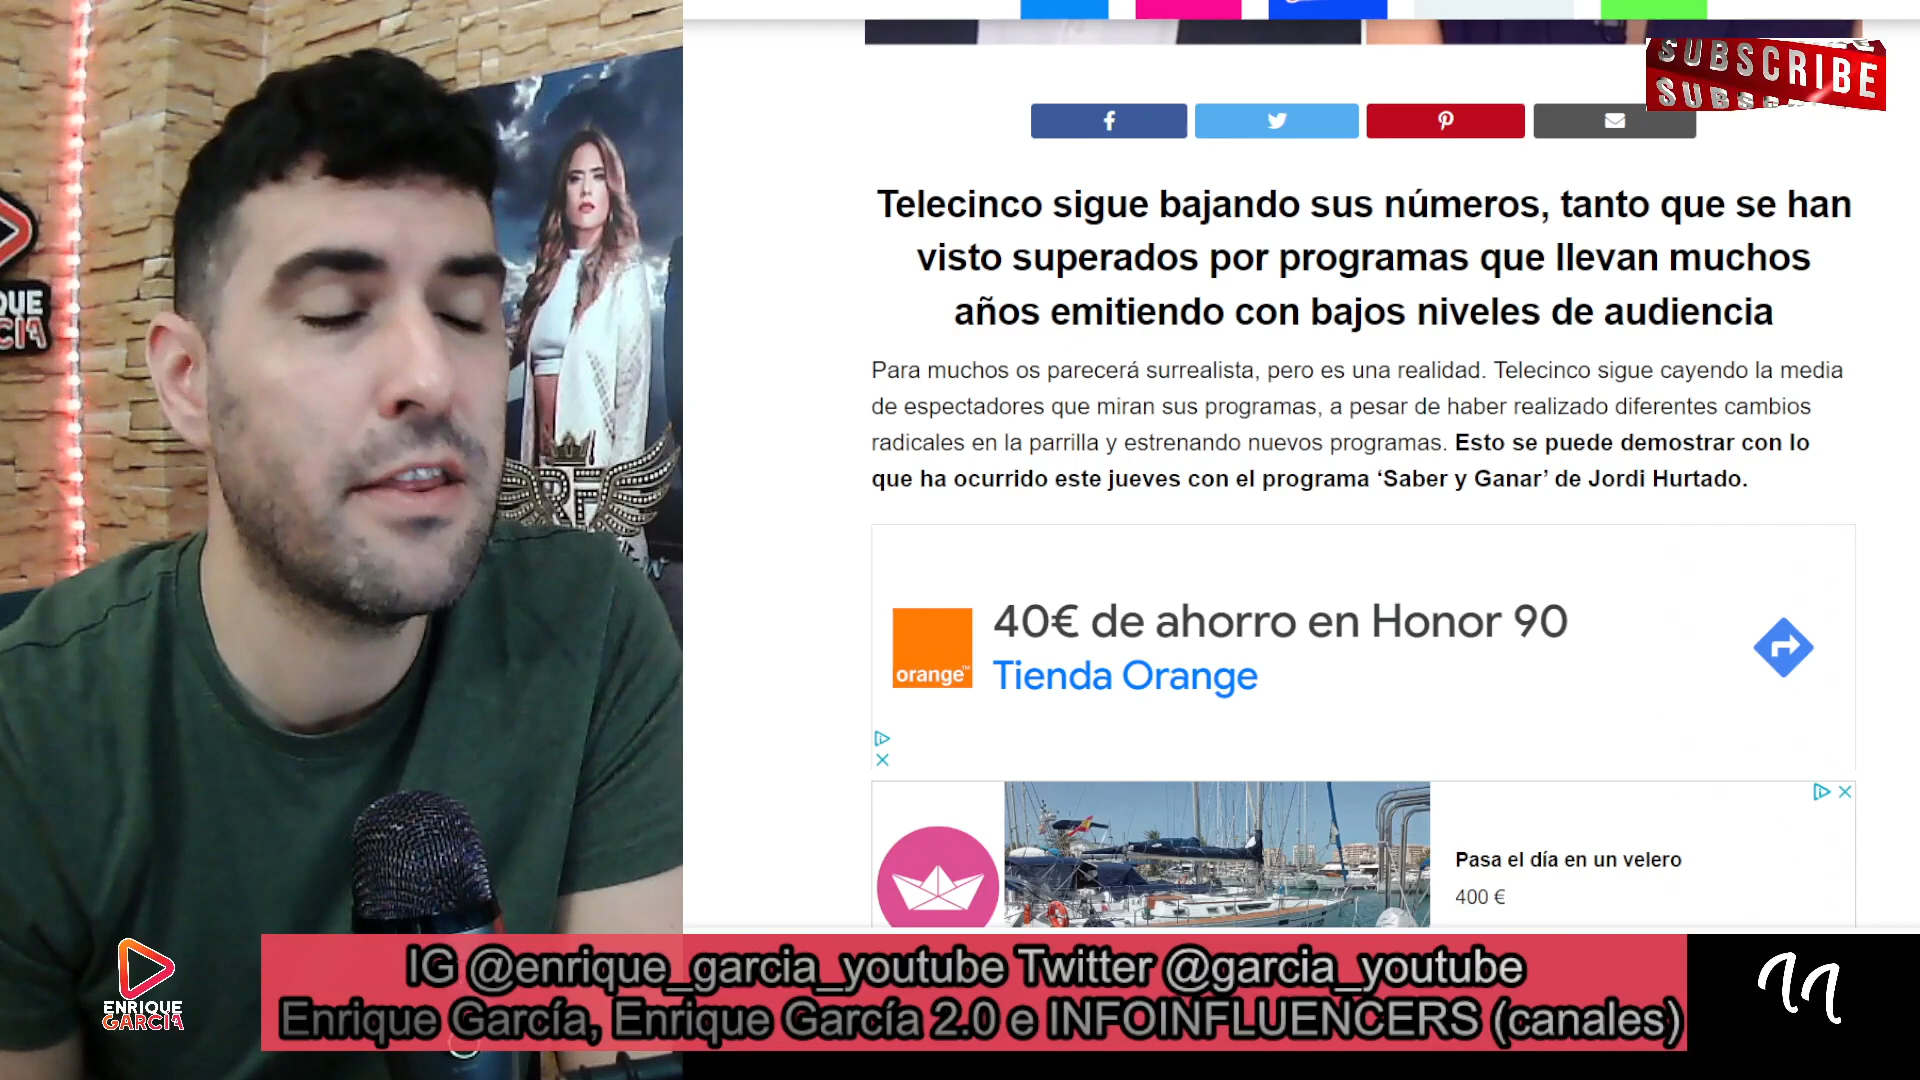 SUBSCRIBE
QUE
CIA
Telecinco sigue bajando sus números, tanto que se han
visto superados por programas que llevan muchos
años emitiendo con bajos niveles de audiencia
Para muchos os parecerá surrealista, pero es una realidad. Telecinco sigue cayendo la media
de espectadores que miran sus programas, a pesar de haber realizado diferentes cambios
radicales en la parrilla y estrenando nuevos programas. Esto se puede demostrar con lo
que ha ocurrido este jueves con el programa ‘Saber y Ganar’ de Jordi Hurtado.
40€ de ahorro en Honor 90
Tienda Orange
orange™
Pasa el día en un velero
400 €
IG @enrique_garcia_youtube Twitter @garcia_youtube
Enrique García, Enrique García 2.0 e INFOINFLUENCERS (canales)
ENRIQUE
GARCIA